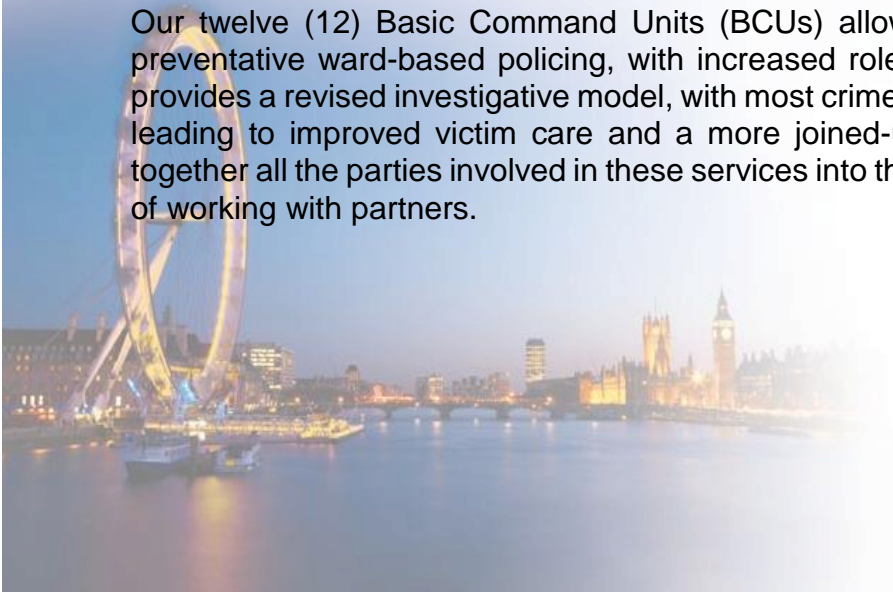 Our twelve (12) Basic Command Units (BCUs) allow
preventative ward-based policing, with increased role
provides a revised investigative model, with most crime
leading to improved victim care and a more joined-
together all the parties involved in these services into th
of working with partners.